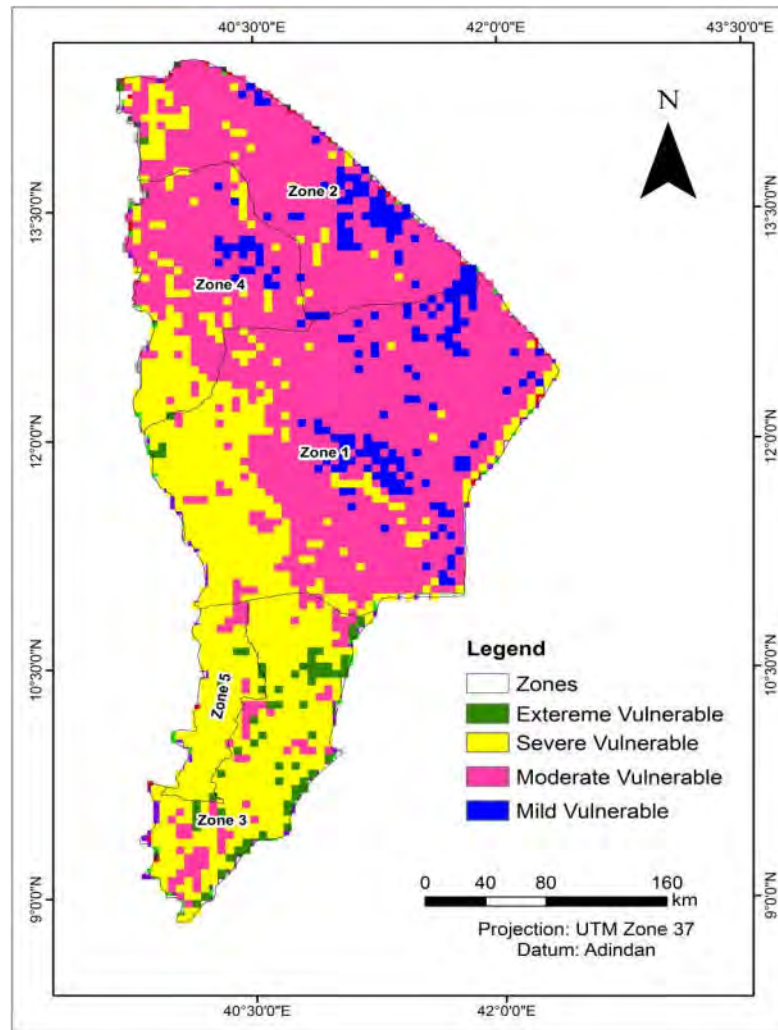 40°30'0"E 42°0'0"E 43°30'0"E
N
13°30'0"N 13°30'0"N
12°0'0"N 12°0'0"N
10°30'0"N 10°30'0"N
9°0'0"N 9°0'0"N
Zone 2
Zone 4
Zone 1
Zone 5
Zone 3
Legend
Zones
Extereme Vulnerable
Severe Vulnerable
Moderate Vulnerable
Mild Vulnerable
0 40 80 160
km
Projection: UTM Zone 37
Datum: Adindan
40°30'0"E 42°0'0"E